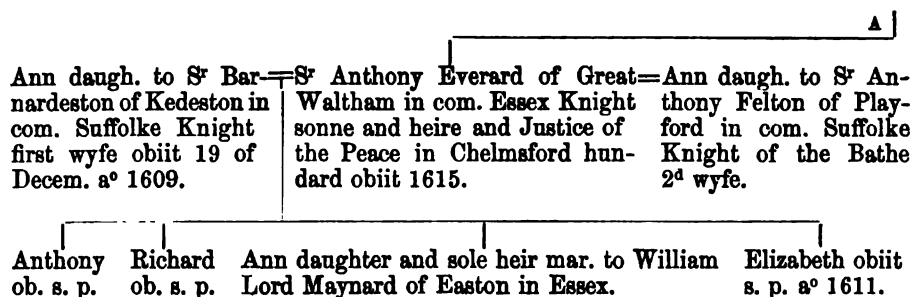 A
Ann daugh. to Sr Bar-
nardeston of Kedeston in
com. Suffolke Knight
first wyfe obiit 19 of
Decem. ao 1609.
Sr Anthony Everard of Great
Waltham in com. Essex Knight
sonne and heire and Justice of
the Peace in Chelmsford hun-
dard obiit 1615.
Ann daugh. to Sr An-
thony Felton of Play-
ford in com. Suffolke
Knight of the Bathe
2d wyfe.
Anthony
ob. s. p.
Richard
ob. s. p.
Ann daughter and sole heir mar. to William
Lord Maynard of Easton in Essex.
Elizabeth obiit
s. p. ao 1611.